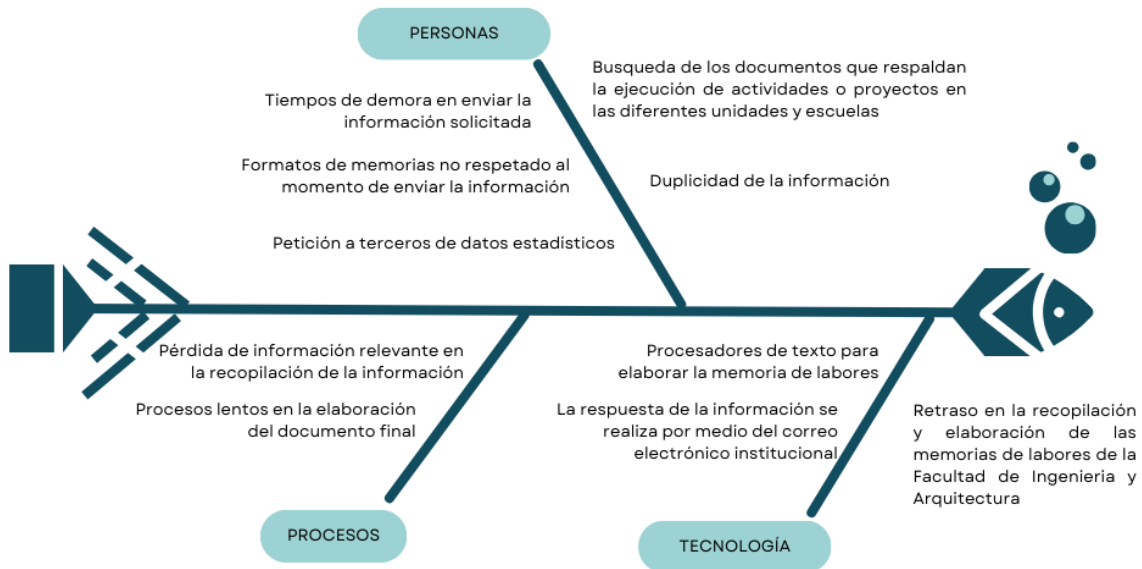 PERSONAS
Tiempos de demora en enviar la
información solicitada
Formatos de memorias no respetado al
momento de enviar la información
Petición a terceros de datos estadísticos
Busqueda de los documentos que respaldan
la ejecución de actividades o proyectos en
las diferentes unidades y escuelas
Duplicidad de la información
Pérdida de información relevante en
la recopilación de la información
Procesos lentos en la elaboración
del documento final
PROCESOS
Procesadores de texto para
elaborar la memoria de labores
La respuesta de la información se
realiza por medio del correo
electrónico institucional
TECNOLOGÍA
Retraso en la recopilación
y elaboración de las
memorias de labores de la
Facultad de Ingenieria y
Arquitectura